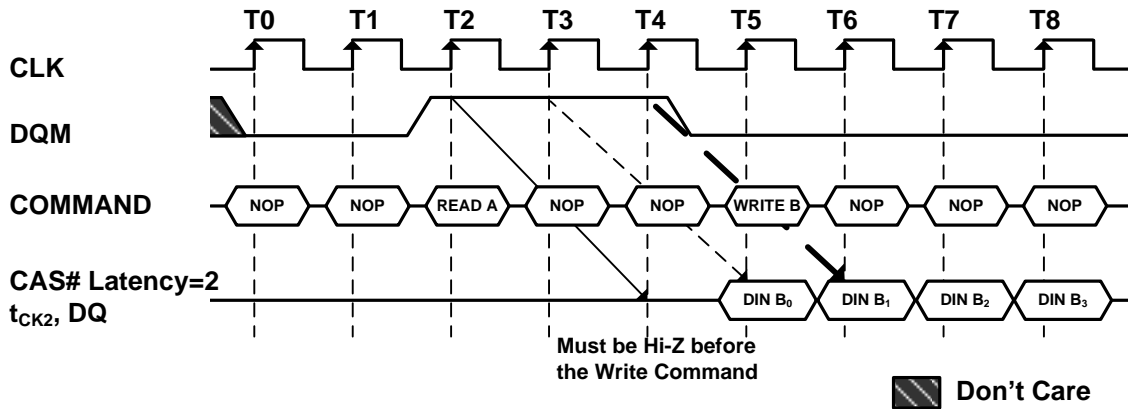 T0 T1 T2 T3 T4 T5 T6 T7 T8
CLK
DQM
COMMAND NOP NOP READ A NOP NOP WRITE B NOP NOP NOP
CAS# Latency=2
tCK2, DQ DIN B0 DIN B1 DIN B2 DIN B3
Must be Hi-Z before
the Write Command
Don't Care